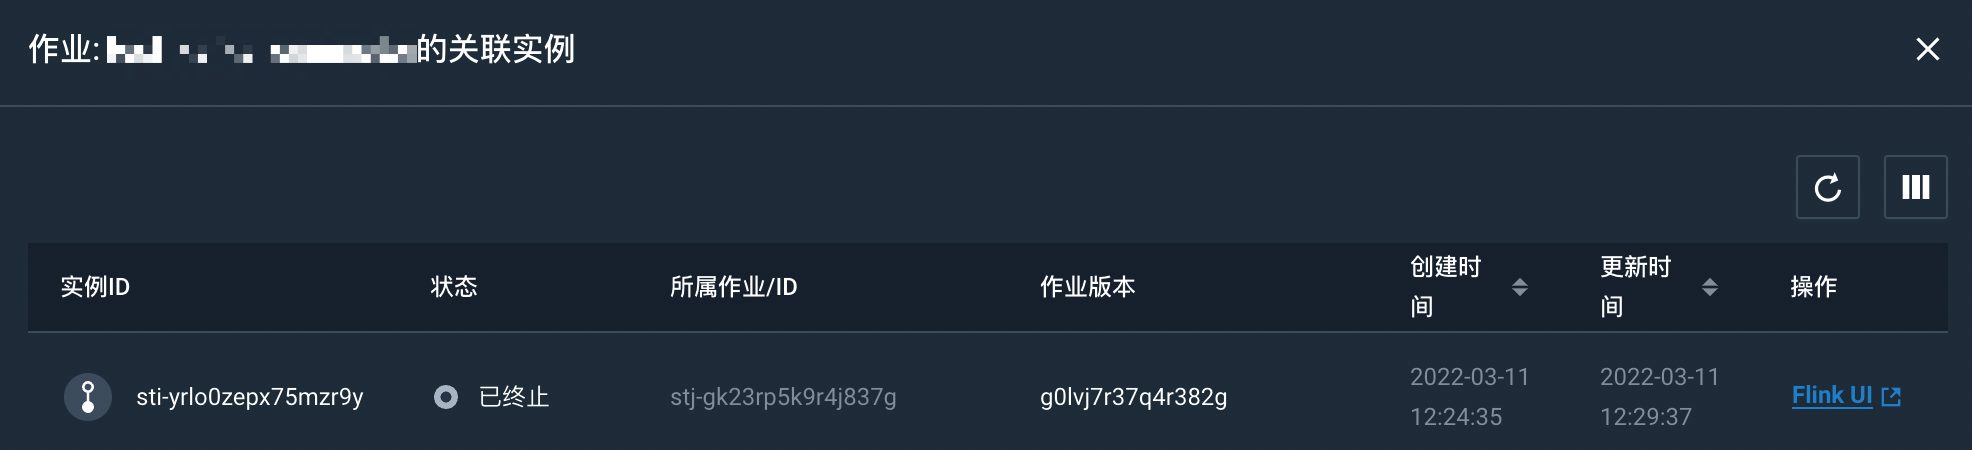 作业: 的关联实例
实例ID 状态 所属作业/ID 作业版本 创建时间 更新时间 操作
sti-yrlo0zepx75mzr9y 已终止 stj-gk23rp5k9r4j837g g0lvj7r37q4r382g 2022-03-11 12:24:35 2022-03-11 12:29:37 Flink UI